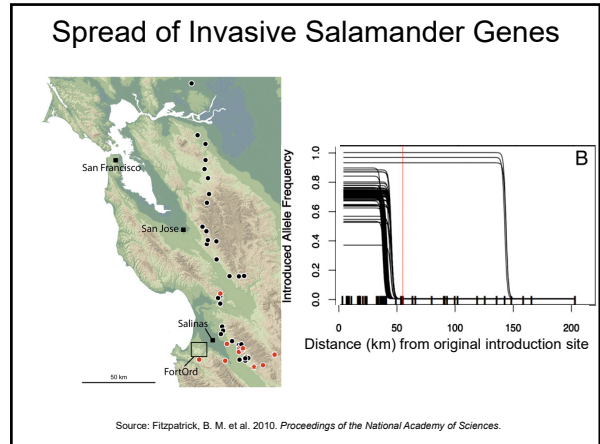 Spread of Invasive Salamander Genes
San Francisco
San Jose
Salinas
FortOrd
50 km
B
Introduced Allele Frequency
1.0
0.8
0.6
0.4
0.2
0.0
0
50
100
150
200
Distance (km) from original introduction site
Source: Fitzpatrick, B. M. et al. 2010. Proceedings of the National Academy of Sciences.